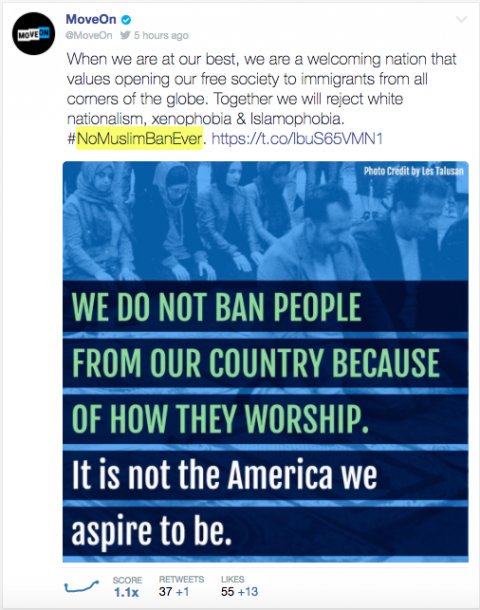 MOVEON
MoveOn
@MoveOn 5 hours ago
When we are at our best, we are a welcoming nation that
values opening our free society to immigrants from all
corners of the globe. Together we will reject white
nationalism, xenophobia & Islamophobia.
#NoMuslimBanEver. https://t.co/lbuS65VMN1
Photo Credit by Les Talusan
WE DO NOT BAN PEOPLE
FROM OUR COUNTRY BECAUSE
OF HOW THEY WORSHIP.
It is not the America we
aspire to be.
SCORE RETWEETS LIKES
1.1x 37 +1 55 +13